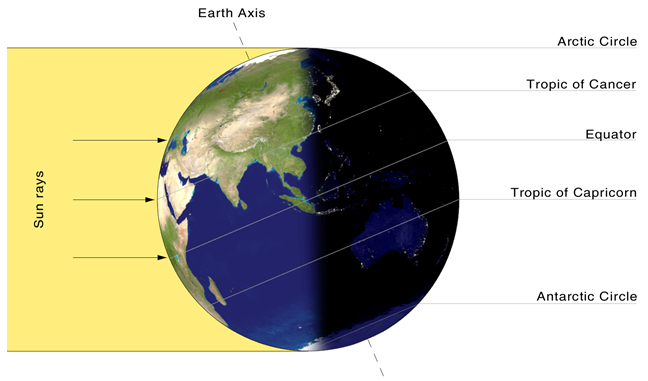 Earth Axis
Arctic Circle
Tropic of Cancer
Equator
Tropic of Capricorn
Antarctic Circle
Sun rays